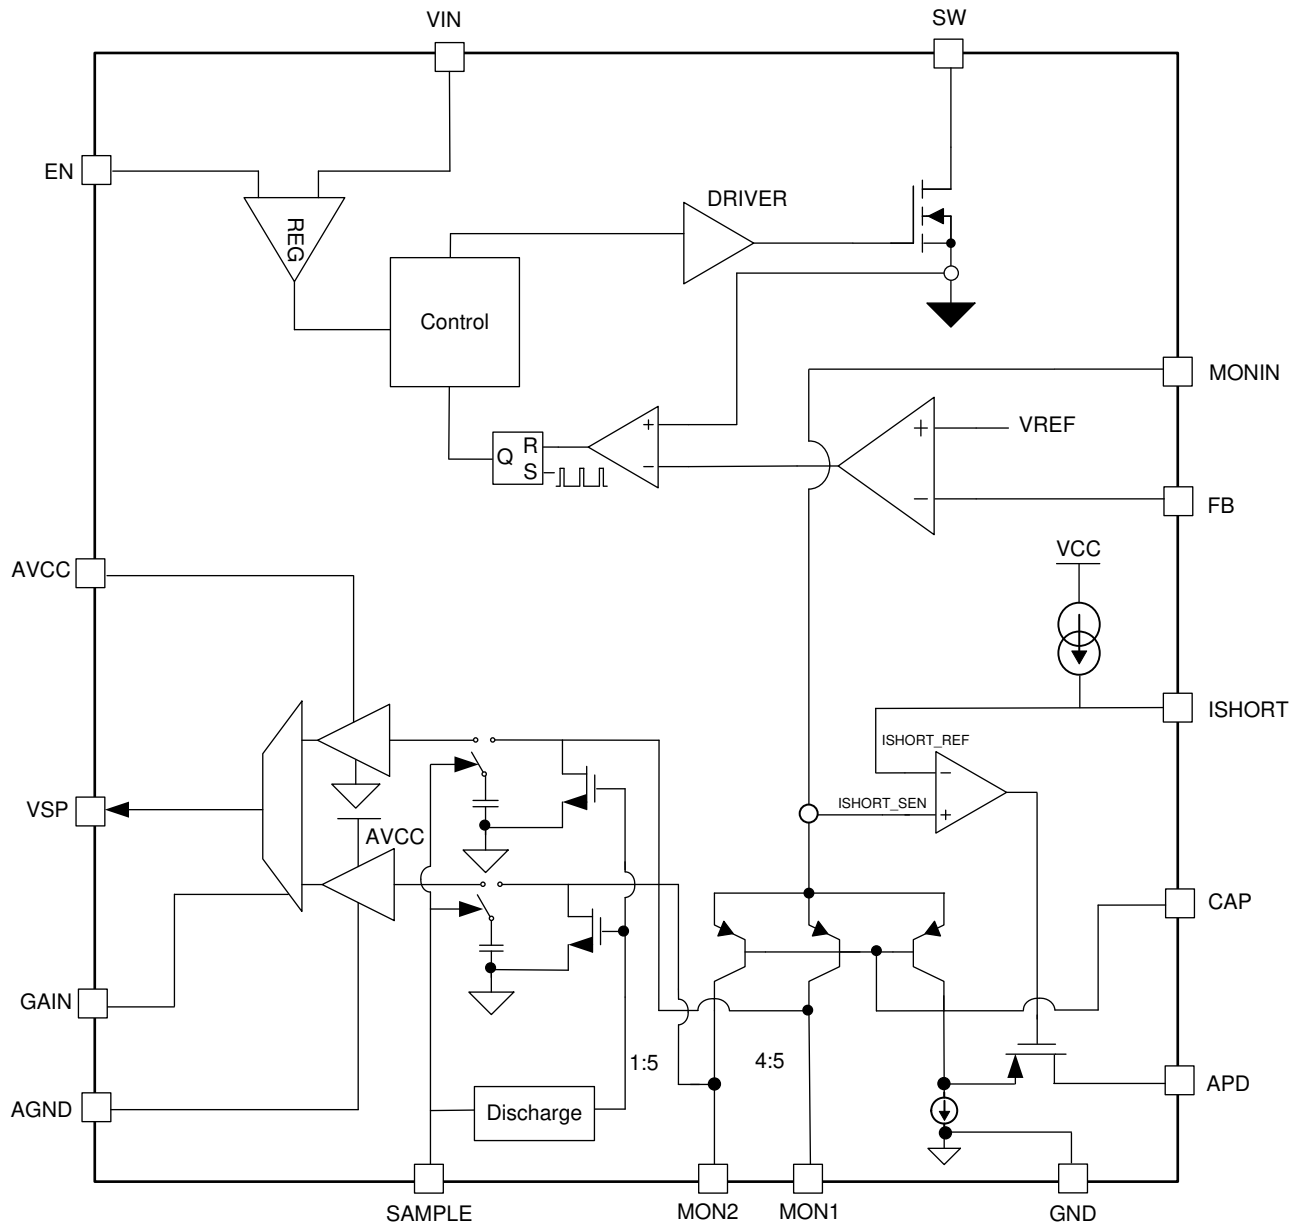 VIN
SW
EN
REG
DRIVER
Control
MONIN
+
VREF
+
R
Q
S
−
−
FB
VCC
AVCC
ISHORT
ISHORT_REF
−
ISHORT_SEN
+
VSP
AVCC
CAP
GAIN
1:5
4:5
APD
AGND
Discharge
SAMPLE
MON2
MON1
GND